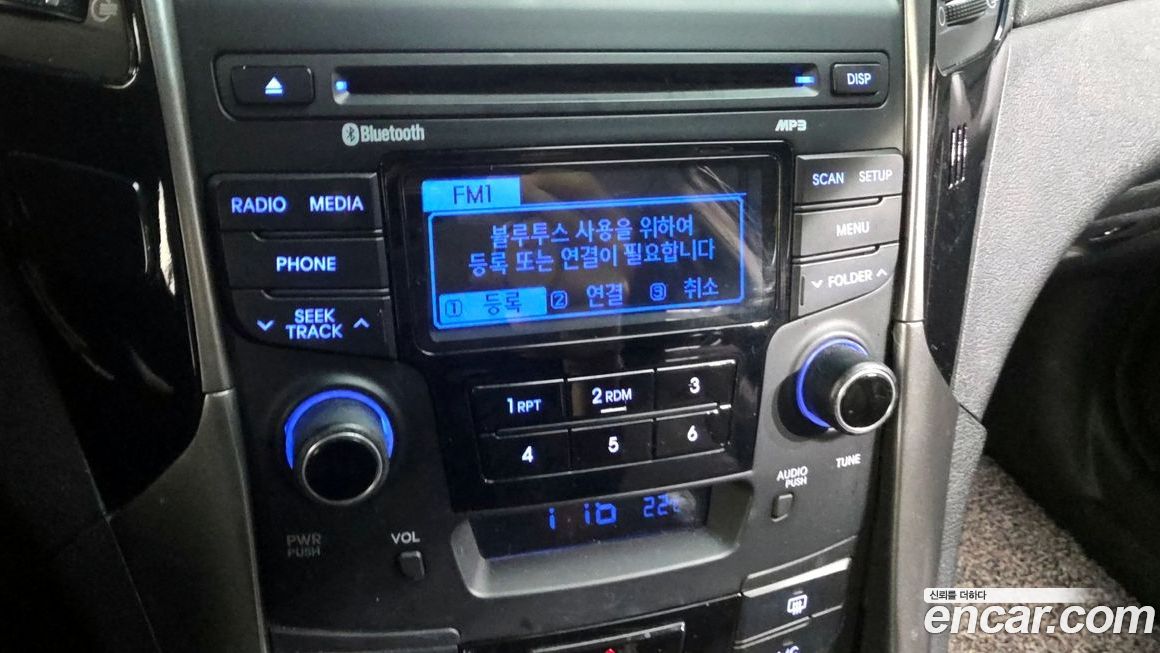 DISP
Bluetooth
MP3
RADIO MEDIA
FM1
SCAN SETUP
블루투스 사용을 위하여
등록 또는 연결이 필요합니다
1 등록 2 연결 3 취소
MENU
PHONE
FOLDER
SEEK
TRACK
1 RPT 2 RDM 3
4 5 6
PWR
PUSH
VOL
AUDIO
PUSH
TUNE
신뢰를 더하다
encar.com